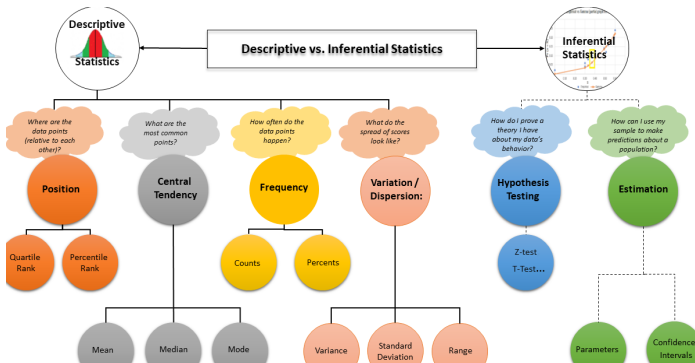 Descriptive
Statistics
Descriptive vs. Inferential Statistics
Inferential
Statistics
Where are the
data points
(relative to each
other)?
What are the
most common
points?
How often do the
data points
happen?
What do the
spread of scores
look like?
How do I prove a
theory I have
about my data's
behavior?
How can I use my
sample to make
predictions about a
population?
Position
Central
Tendency
Frequency
Variation /
Dispersion:
Hypothesis
Testing
Estimation
Quartile
Rank
Percentile
Rank
Counts
Percents
Z-test
T-Test...
Mean
Median
Mode
Variance
Standard
Deviation
Range
Parameters
Confidence
Intervals